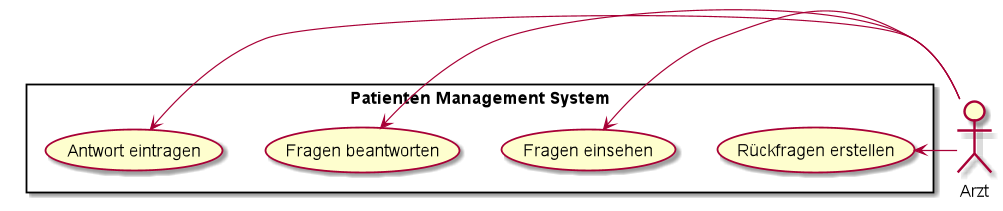 Patienten Management System
Antwort eintragen
Fragen beantworten
Fragen einsehen
Rückfragen erstellen
Arzt